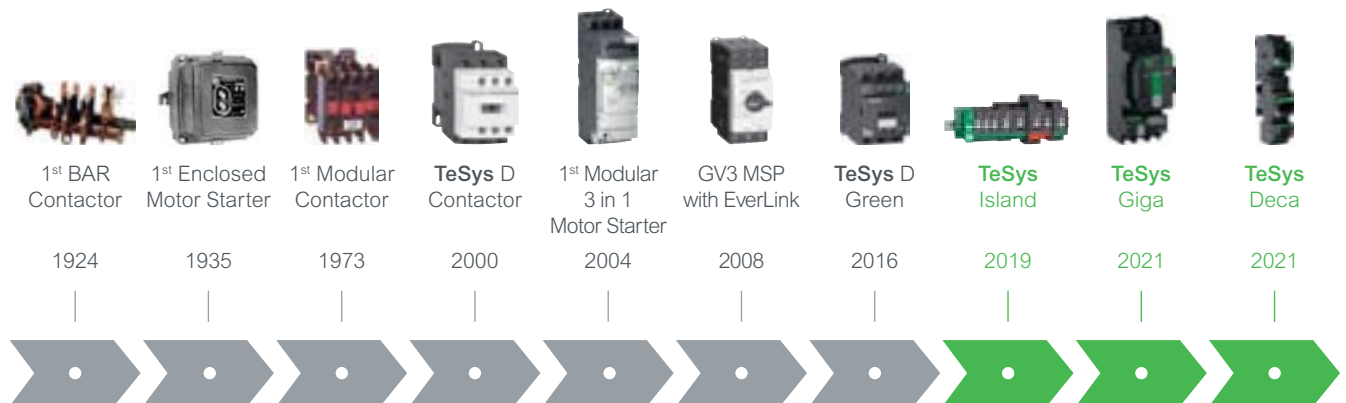 1st BAR
Contactor
1924
1st Enclosed
Motor Starter
1935
1st Modular
Contactor
1973
TeSys D
Contactor
2000
1st Modular
3 in 1
Motor Starter
2004
GV3 MSP
with EverLink
2008
TeSys D
Green
2016
TeSys
Island
2019
TeSys
Giga
2021
TeSys
Deca
2021